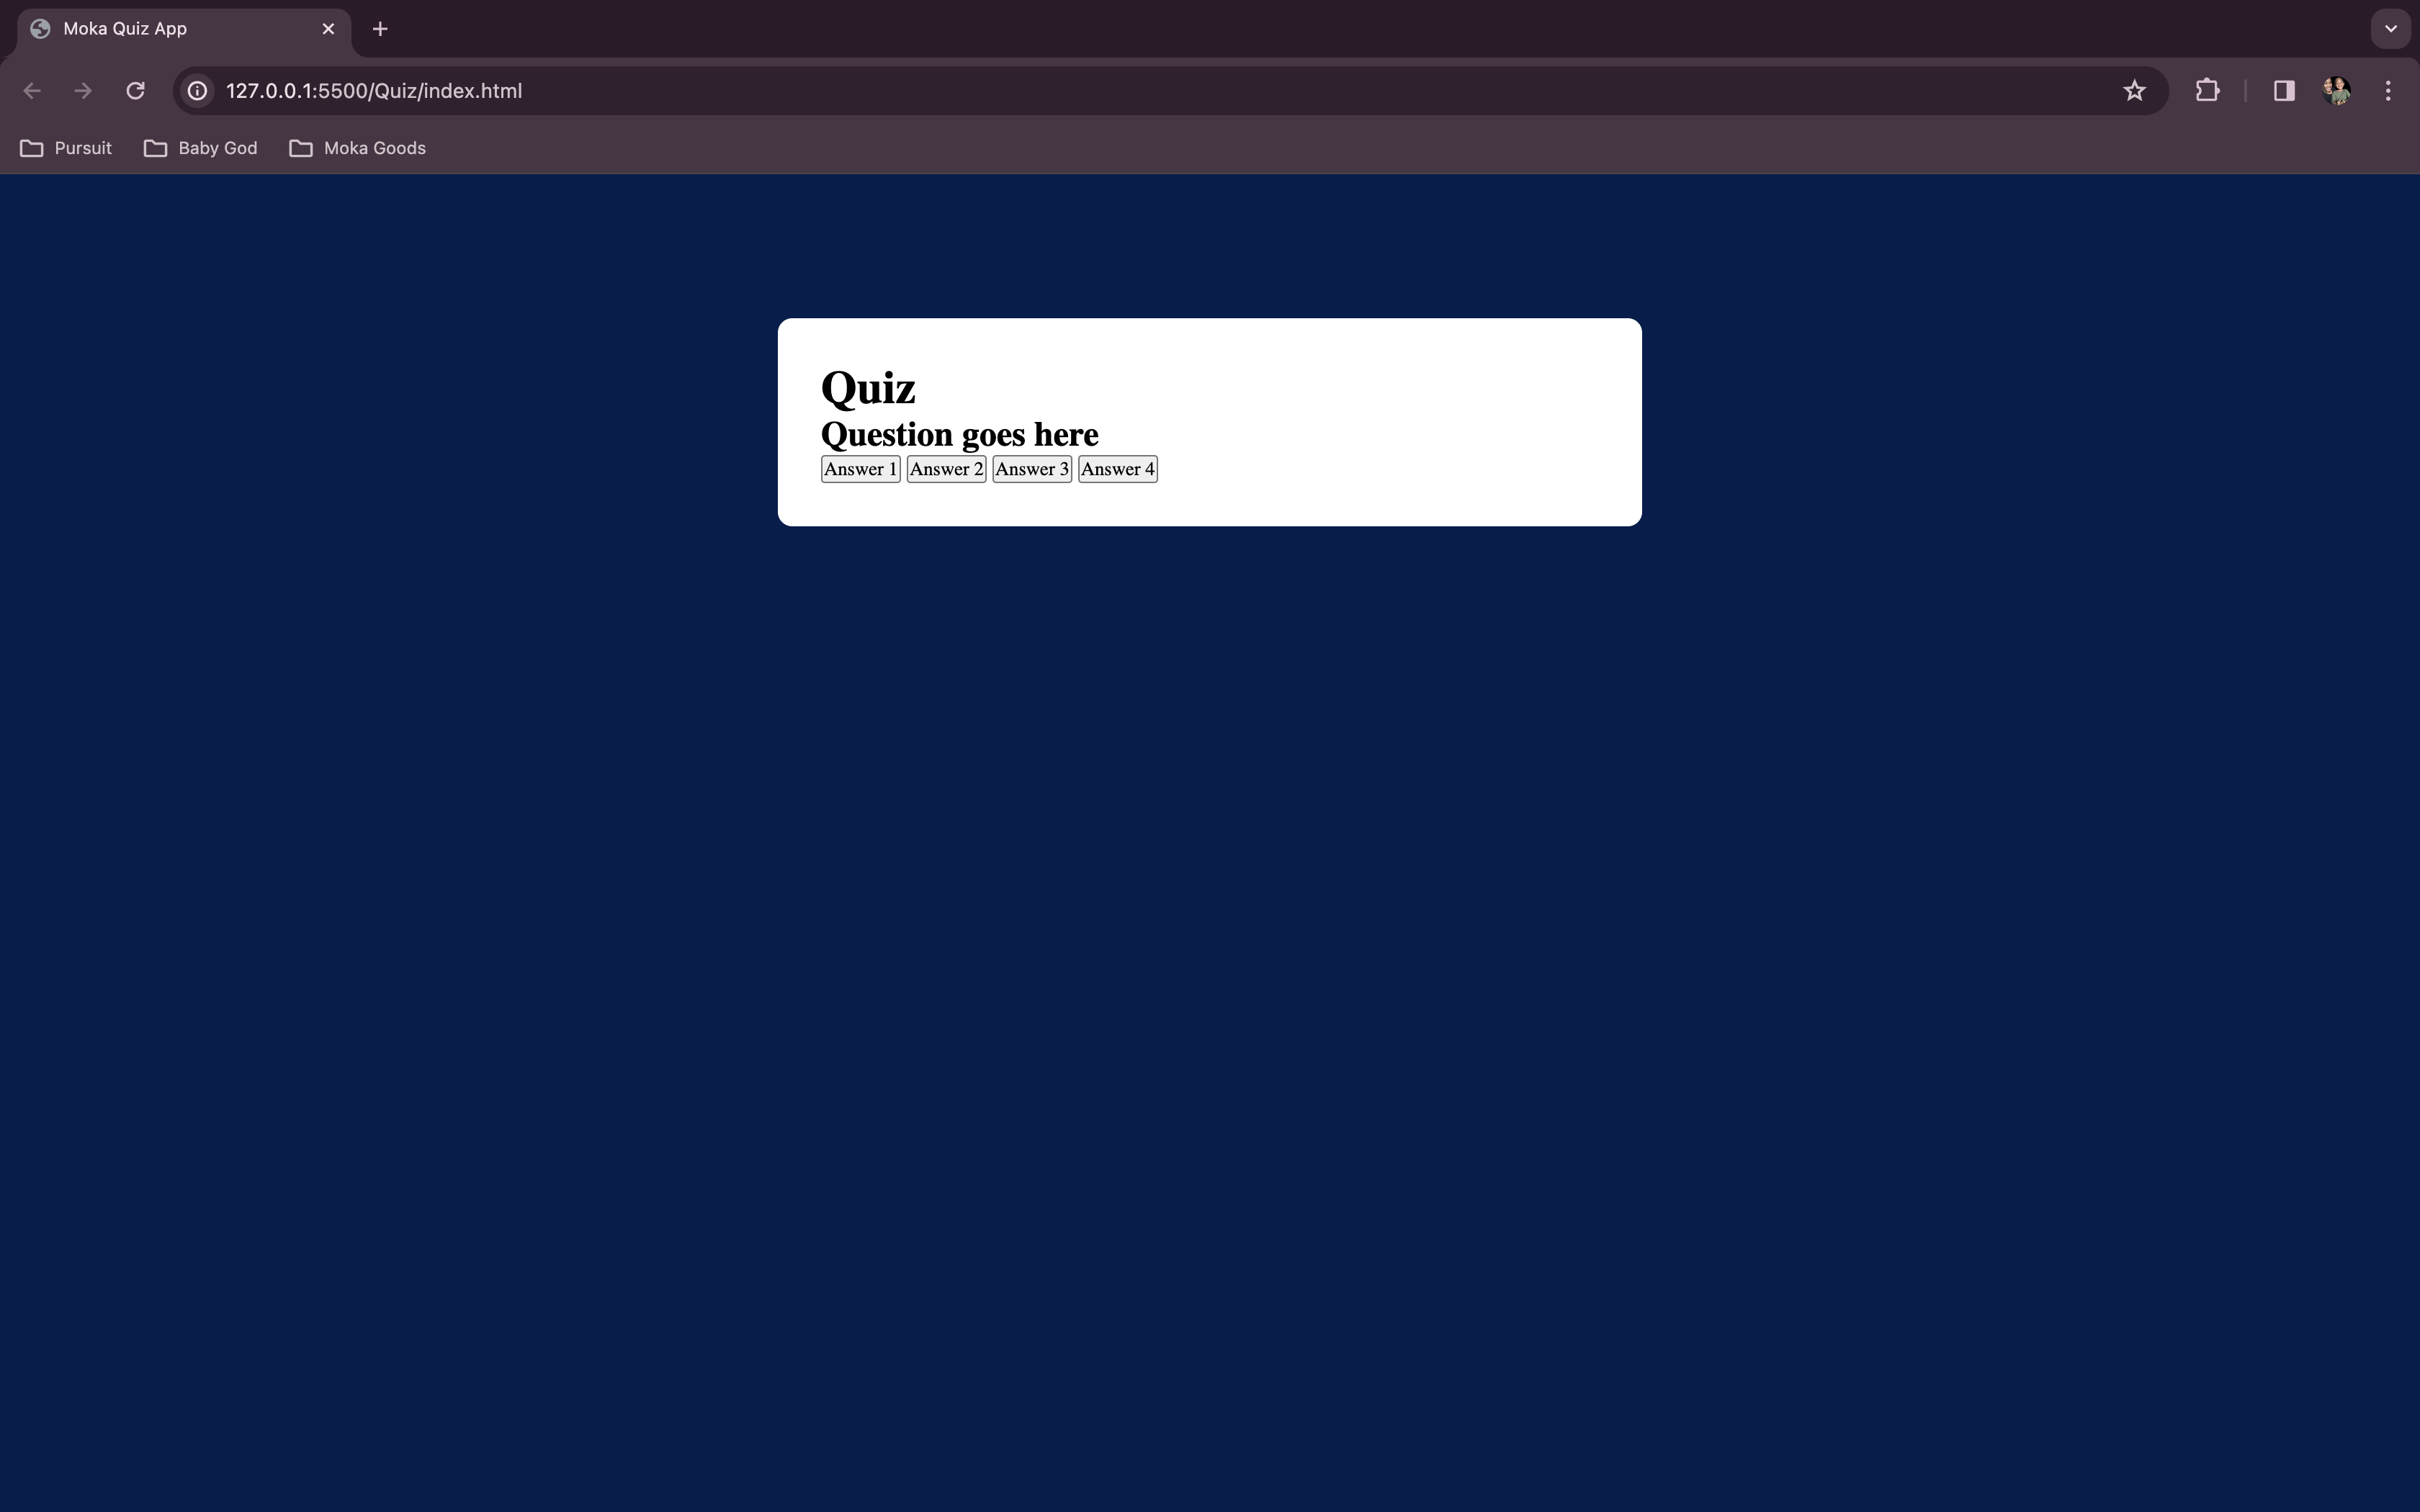 Moka Quiz App
127.0.0.1:5500/Quiz/index.html
Pursuit Baby God Moka Goods
Quiz
Question goes here
Answer 1 Answer 2 Answer 3 Answer 4